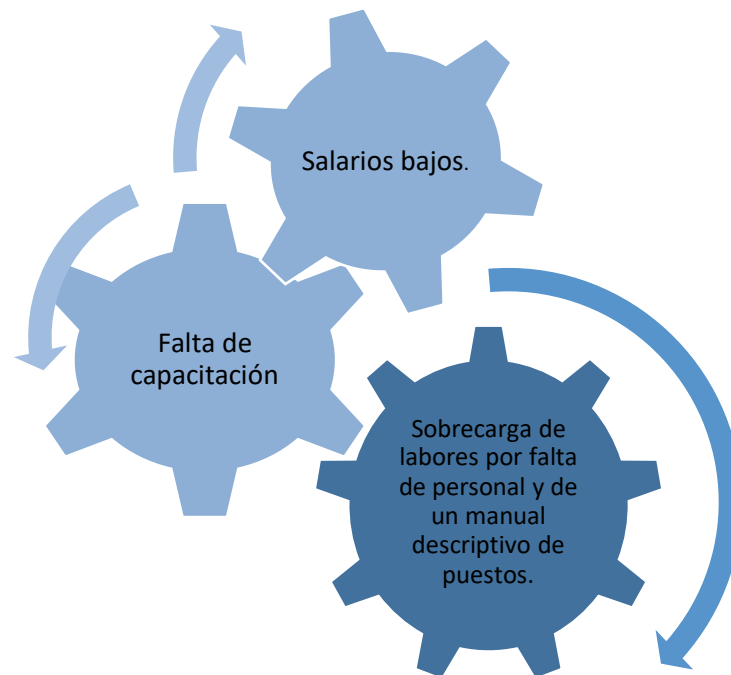 Salarios bajos.
Falta de
capacitación
Sobrecarga de
labores por falta
de personal y de
un manual
descriptivo de
puestos.